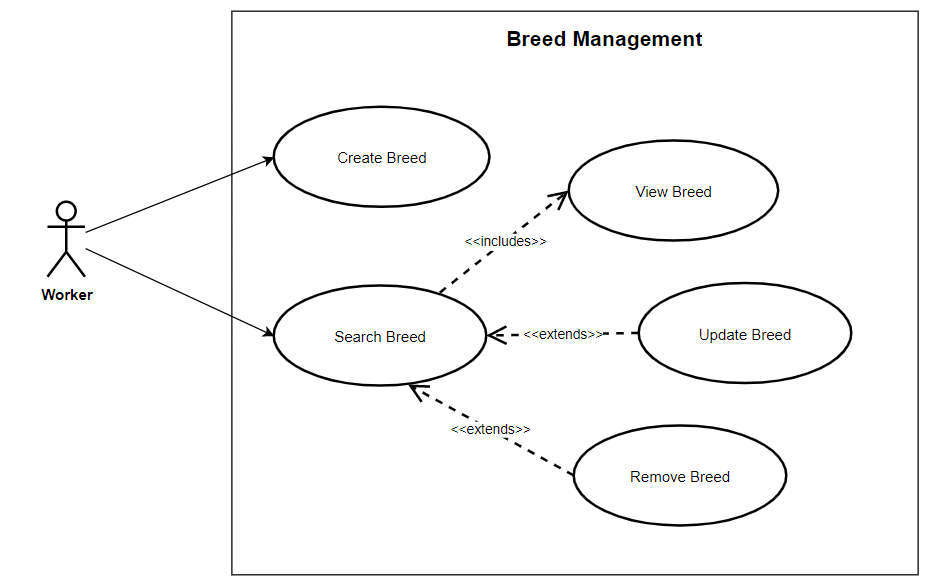 Breed Management
Create Breed
View Breed
<<includes>>
Worker
Search Breed
<<extends>>
Update Breed
<<extends>>
Remove Breed